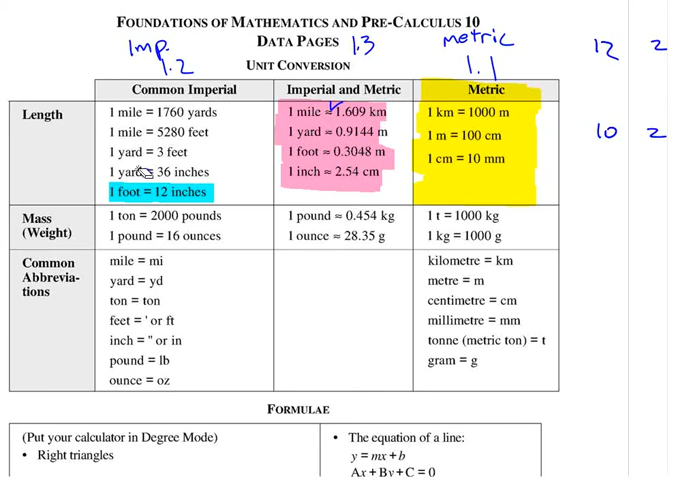 FOUNDATIONS OF MATHEMATICS AND PRE-CALCULUS 10
Imp. DATA PAGES 1.3 metric 12 2
1.2 UNIT CONVERSION 1.1
Common Imperial Imperial and Metric Metric
Length 1 mile = 1760 yards 1 mile ≈ 1.609 km 1 km = 1000 m
1 mile = 5280 feet 1 yard ≈ 0.9144 m 1 m = 100 cm 10 2
1 yard = 3 feet 1 foot ≈ 0.3048 m 1 cm = 10 mm
1 yard = 36 inches 1 inch ≈ 2.54 cm
1 foot = 12 inches
Mass 1 ton = 2000 pounds 1 pound ≈ 0.454 kg 1 t = 1000 kg
(Weight) 1 pound = 16 ounces 1 ounce ≈ 28.35 g 1 kg = 1000 g
Common mile = mi kilometre = km
Abbrevia- yard = yd metre = m
tions ton = ton centimetre = cm
feet = ' or ft millimetre = mm
inch = " or in tonne (metric ton) = t
pound = lb gram = g
ounce = oz
FORMULAE
(Put your calculator in Degree Mode) • The equation of a line:
• Right triangles y = mx + b
Ax + By + C = 0